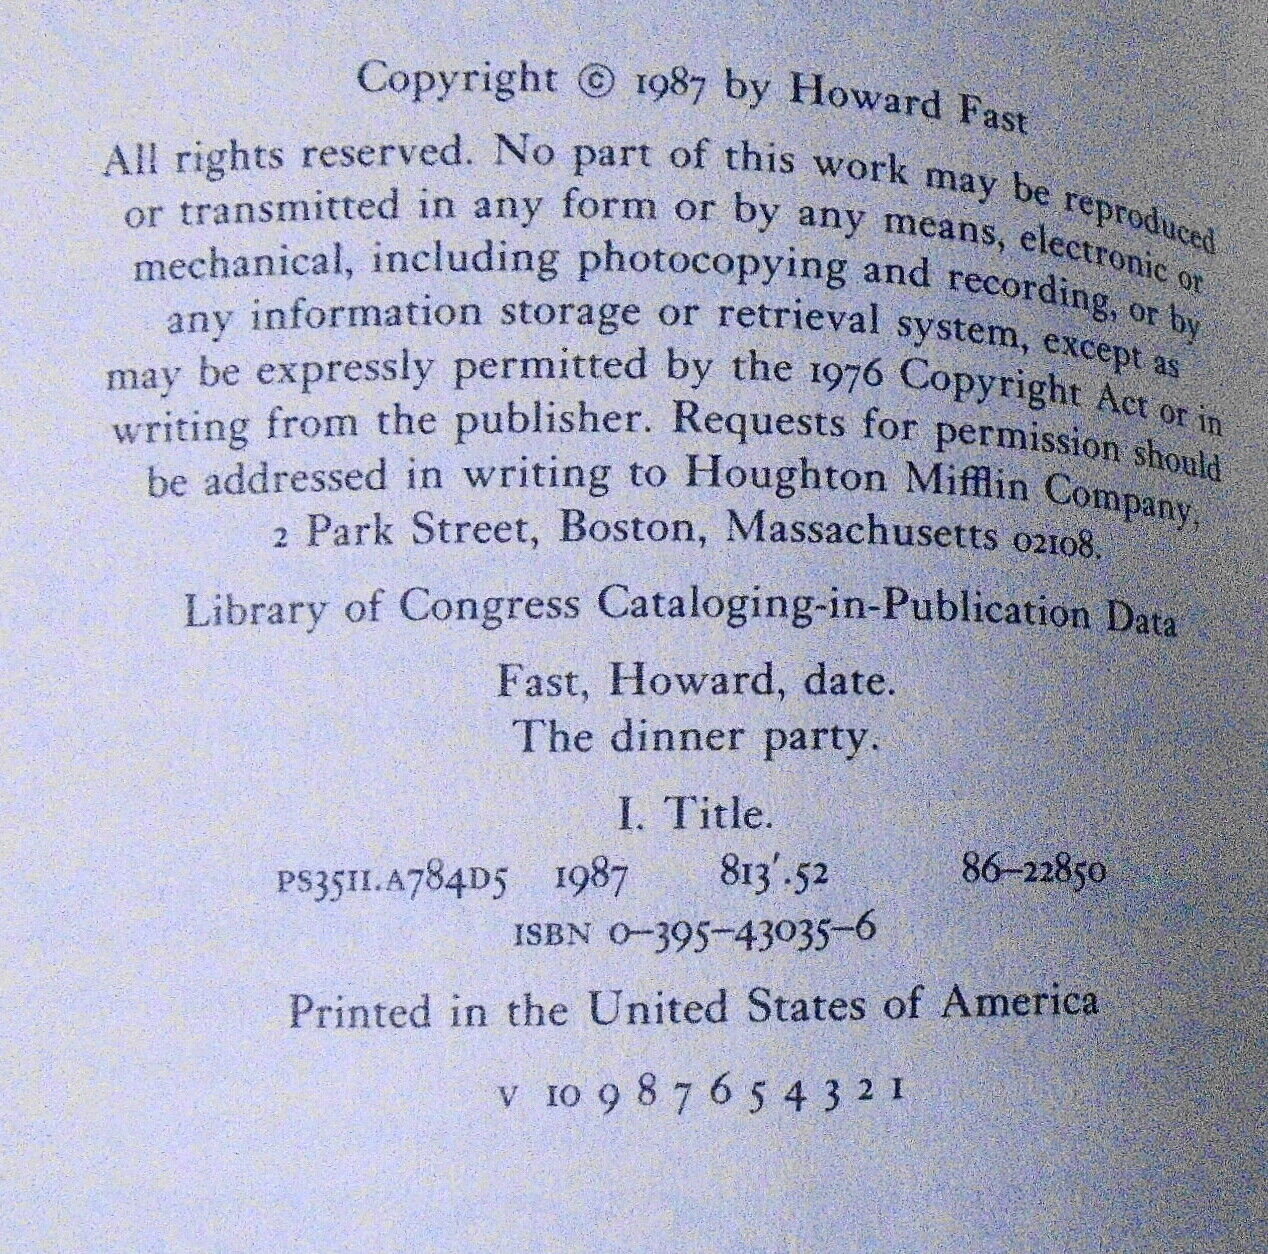 Copyright © 1987 by Howard Fast
All rights reserved. No part of this work may be reproduced
or transmitted in any form or by any means, electronic or
mechanical, including photocopying and recording, or by
any information storage or retrieval system, except as
may be expressly permitted by the 1976 Copyright Act or in
writing from the publisher. Requests for permission should
be addressed in writing to Houghton Mifflin Company,
2 Park Street, Boston, Massachusetts 02108.
Library of Congress Cataloging-in-Publication Data
Fast, Howard, date.
The dinner party.
I. Title.
PS3511.A784D5 1987 813'.52 86–22850
ISBN 0–395–43035–6
Printed in the United States of America
V 10 9 8 7 6 5 4 3 2 1